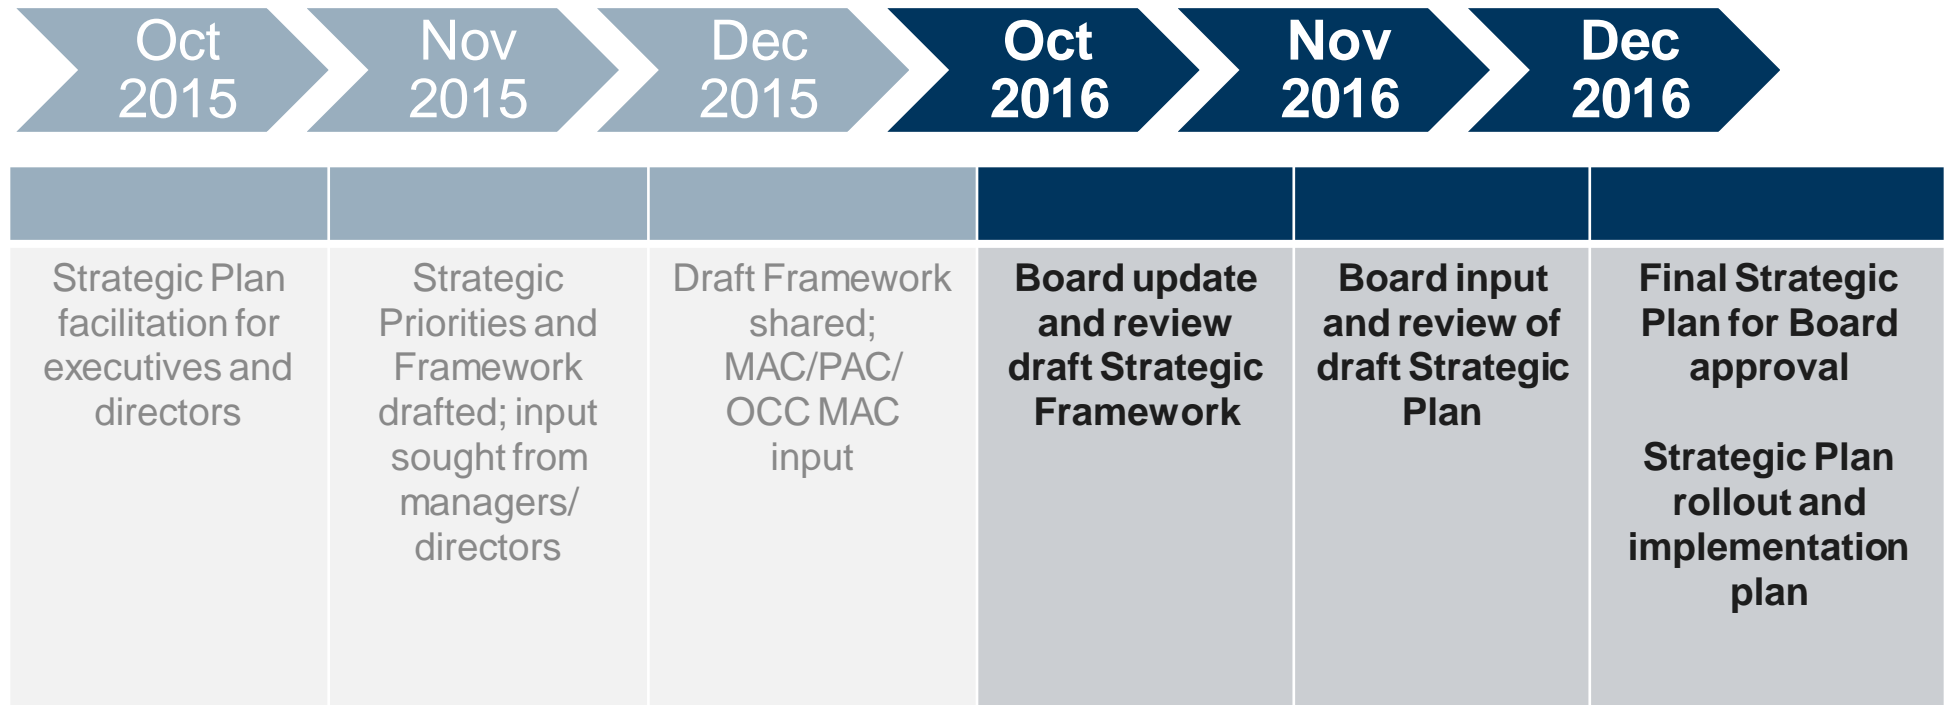 Oct
2015
Nov
2015
Dec
2015
Oct
2016
Nov
2016
Dec
2016
Strategic Plan
facilitation for
executives and
directors
Strategic
Priorities and
Framework
drafted; input
sought from
managers/
directors
Draft Framework
shared;
MAC/PAC/
OCC MAC
input
Board update
and review
draft Strategic
Framework
Board input
and review of
draft Strategic
Plan
Final Strategic
Plan for Board
approval
Strategic Plan
rollout and
implementation
plan